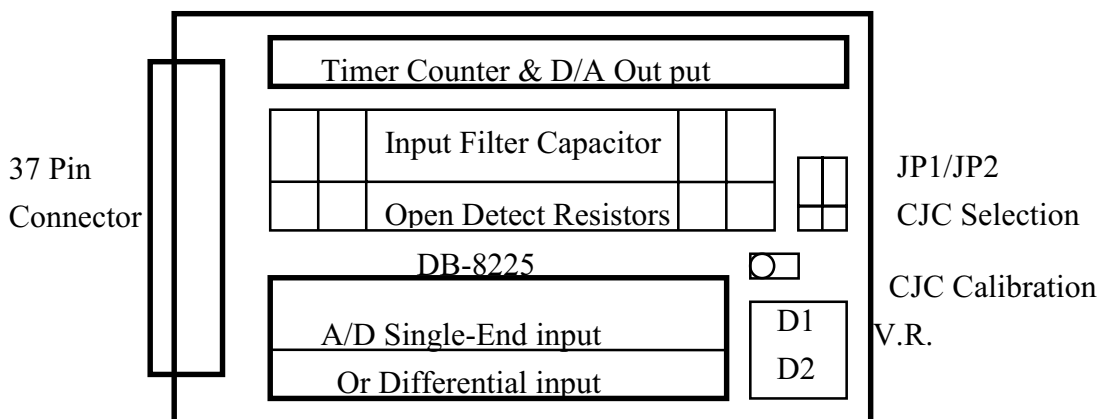 Timer Counter & D/A Out put
Input Filter Capacitor
Open Detect Resistors
37 Pin
Connector
JP1/JP2
CJC Selection
DB-8225
CJC Calibration
V.R.
A/D Single-End input
Or Differential input
D1
D2